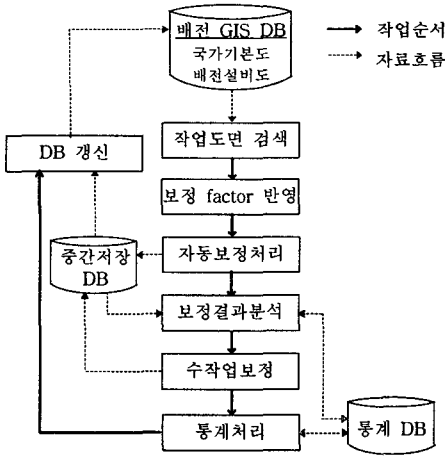 배전 GIS DB
국가기본도
배전설비도
작업순서
자료흐름
작업도면 검색
DB 갱신
보정 factor 반영
자동보정처리
중간저장
DB
보정결과분석
수작업보정
통계처리
통계 DB